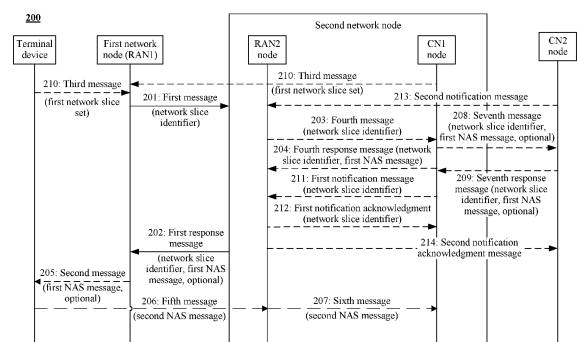 200
Second network node
Terminal
device
First network
node (RAN1)
RAN2
node
CN1
node
CN2
node
210: Third message
(first network slice
set)
210: Third message
(first network slice set)
201: First message
(network slice
identifier)
213: Second notification message
203: Fourth message
(network slice identifier)
208: Seventh message
(network slice identifier,
first NAS message, optional)
204: Fourth response message (network
slice identifier, first NAS message)
211: First notification message
(network slice identifier)
209: Seventh response
message (network slice
identifier, first NAS
message, optional)
212: First notification acknowledgment
(network slice identifier)
202: First response
message
(network slice
identifier, first NAS
message, optional)
214: Second notification
acknowledgment message
205: Second message
(first NAS message,
optional)
206: Fifth message
(second NAS message)
207: Sixth message
(second NAS message)